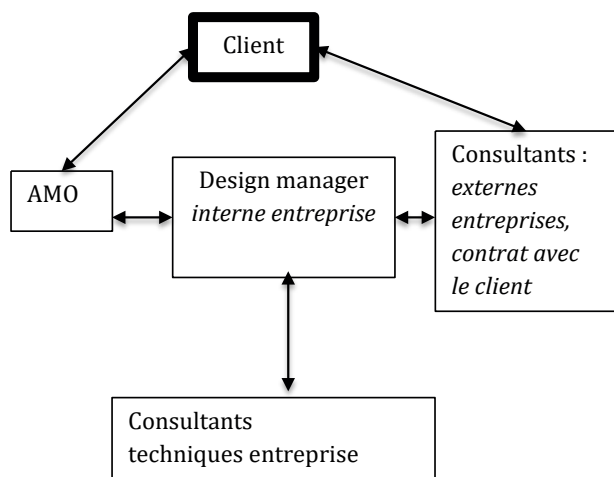 Client
AMO
Design manager
interne entreprise
Consultants :
externes
entreprises,
contrat avec
le client
Consultants
techniques entreprise